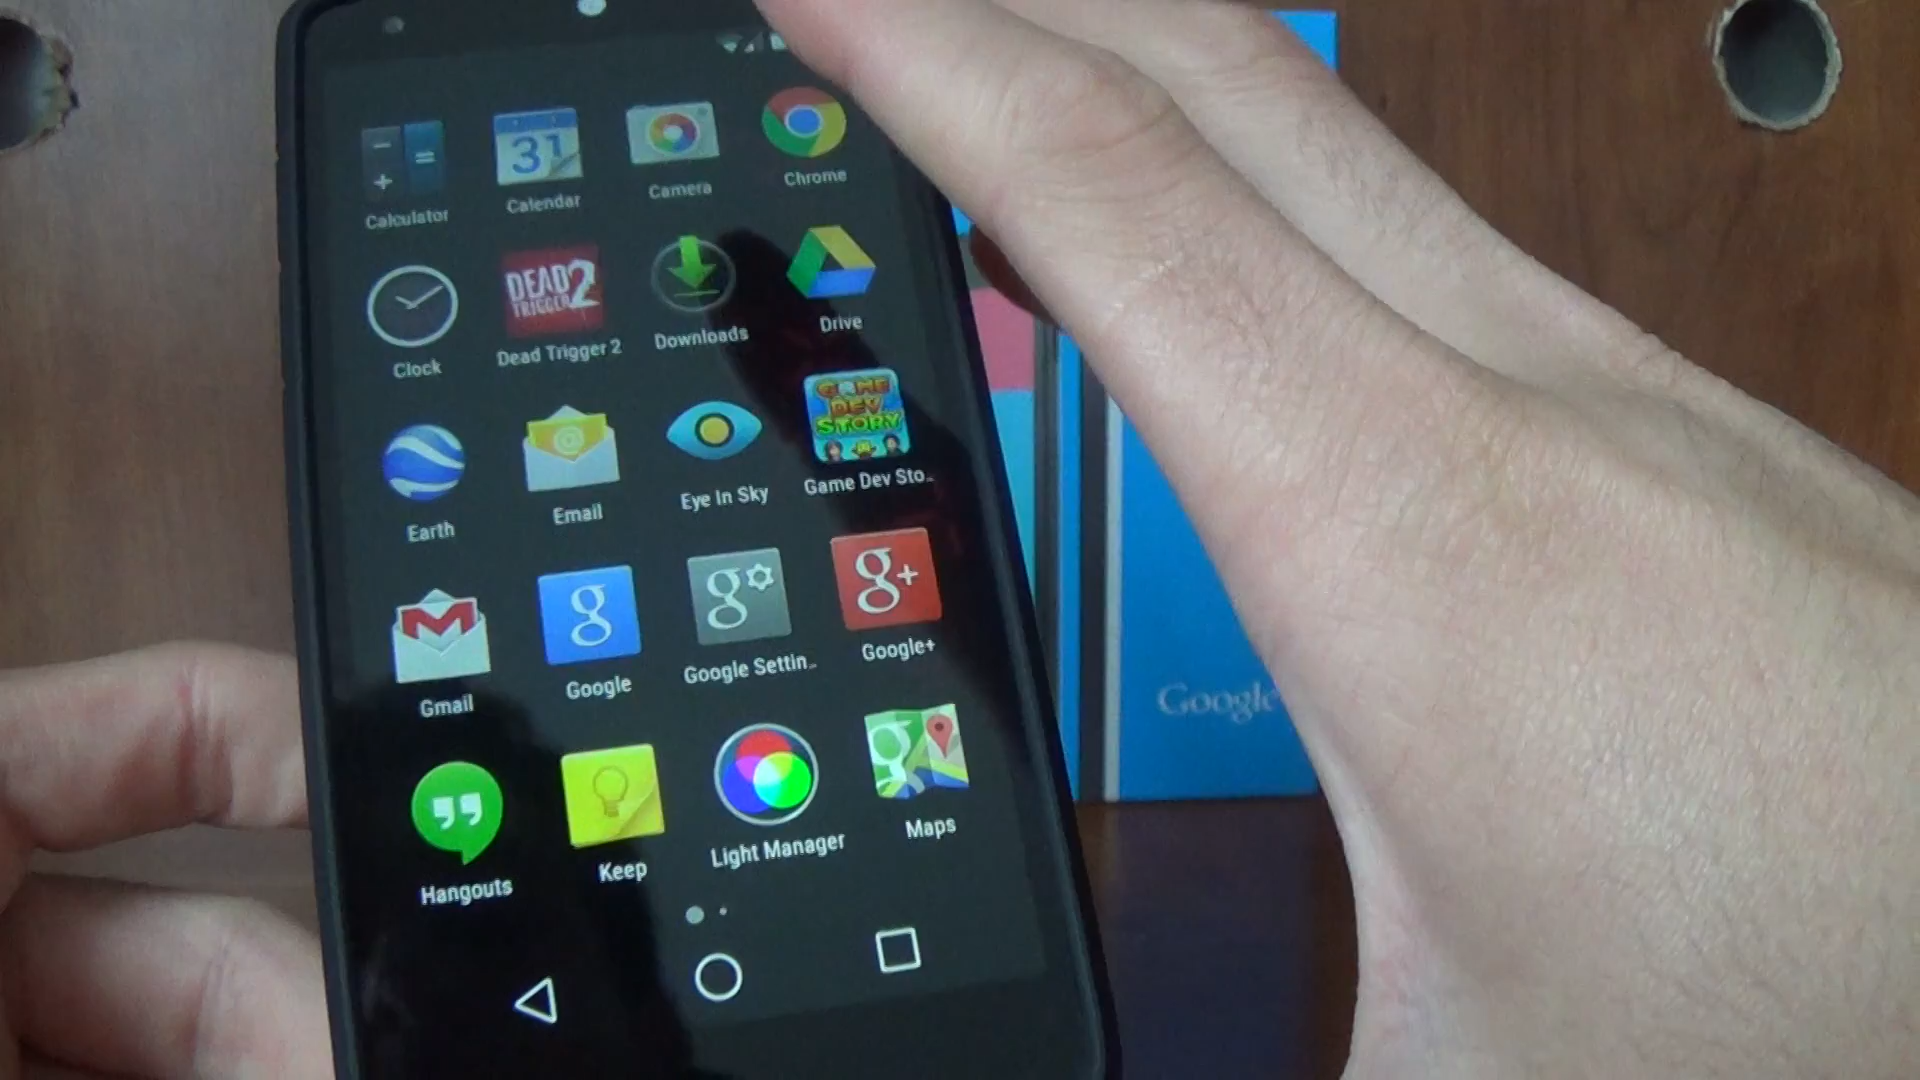 31
Calculator
Calendar
Camera
Chrome
DEAD
TRIGGER 2
Clock
Dead Trigger 2
Downloads
Drive
GAME
DEV
STORY
@
Earth
Email
Eye In Sky
Game Dev Sto...
M
g
g
g+
Gmail
Google
Google Settin...
Google+
Google
g
Hangouts
Keep
Light Manager
Maps